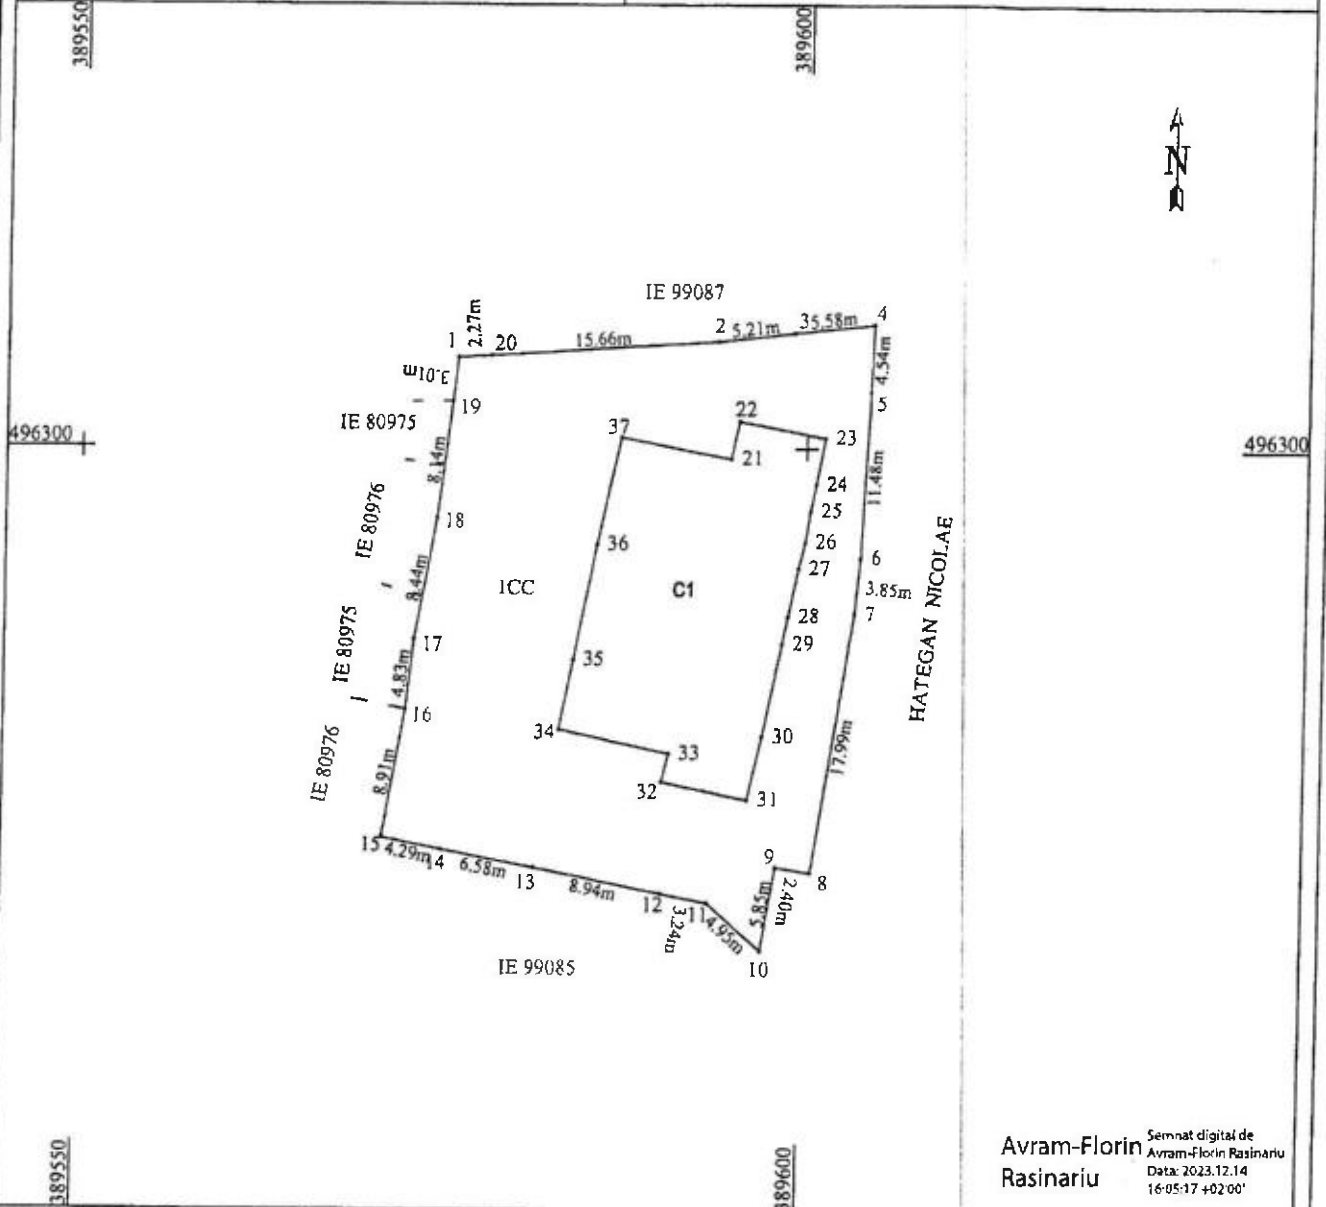 389550
389600
N
IE 99087
1
2.27m
20
15.66m
2
5.21m
35.58m
4
3.01m
19
4.54m
5
IE 80975
496300
496300
37
22
23
21
8.14m
24
11.48m
25
IE 80976
18
36
26
27
6
8.44m
1CC
C1
3.85m
28
7
HATEGAN NICOLAE
IE 80975
17
29
4.83m
35
16
34
33
30
17.99m
IE 80976
8.91m
32
31
15
4.29m
14
6.58m
13
8.94m
12
3.24m
11
4.95m
9
5.85m
2.40m
8
10
IE 99085
389550
89600
Avram-Florin
Rasinariu
Semnat digital de
Avram-Florin Rasinariu
Data: 2023.12.14
16:05:17 +02'00'